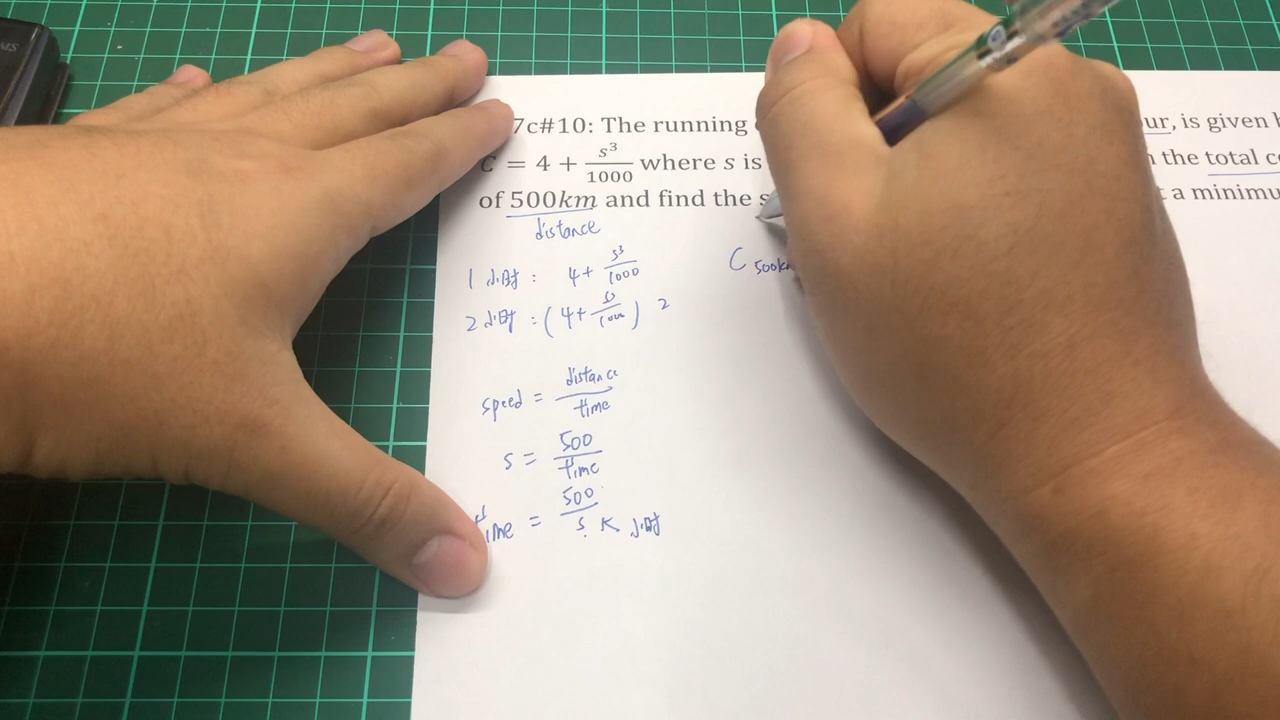 7c#10: The running ur, is given
C = 4 + s³/1000 where s is the total
of 500km and find the s t a minimu
distance
1小时: 4+ s³/1000
2小时: (4+ s³/1000) 2
speed = distance/time
s = 500/time
time = 500/s K 小时
C 500k